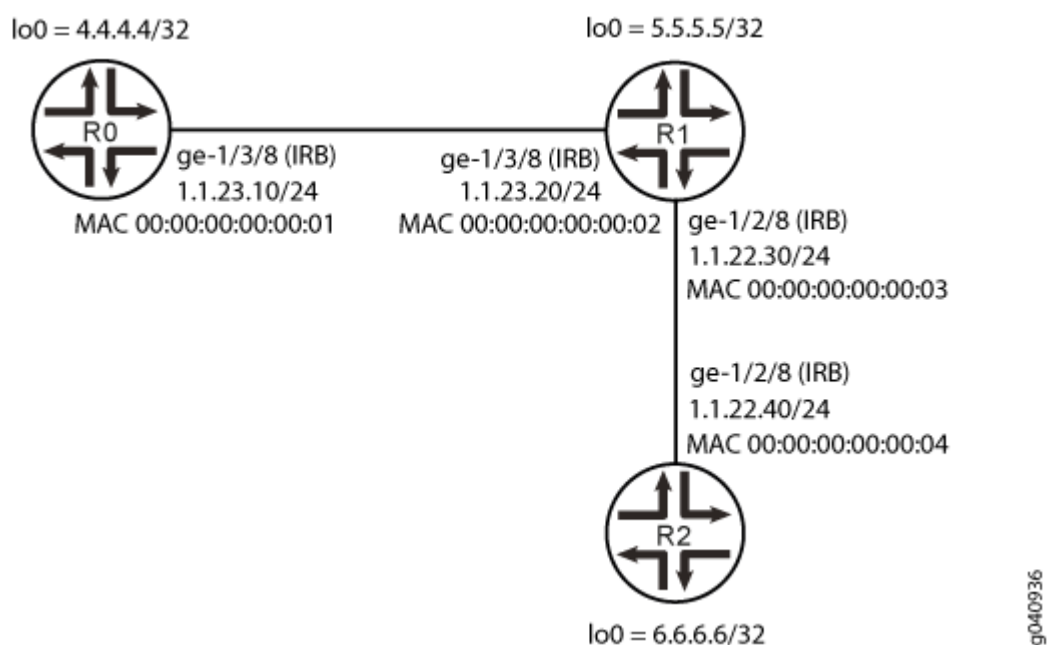 lo0 = 4.4.4.4/32
lo0 = 5.5.5.5/32
R0
R1
ge-1/3/8 (IRB)
1.1.23.10/24
MAC 00:00:00:00:00:01
ge-1/3/8 (IRB)
1.1.23.20/24
MAC 00:00:00:00:00:02
ge-1/2/8 (IRB)
1.1.22.30/24
MAC 00:00:00:00:00:03
ge-1/2/8 (IRB)
1.1.22.40/24
MAC 00:00:00:00:00:04
R2
lo0 = 6.6.6.6/32
g040936